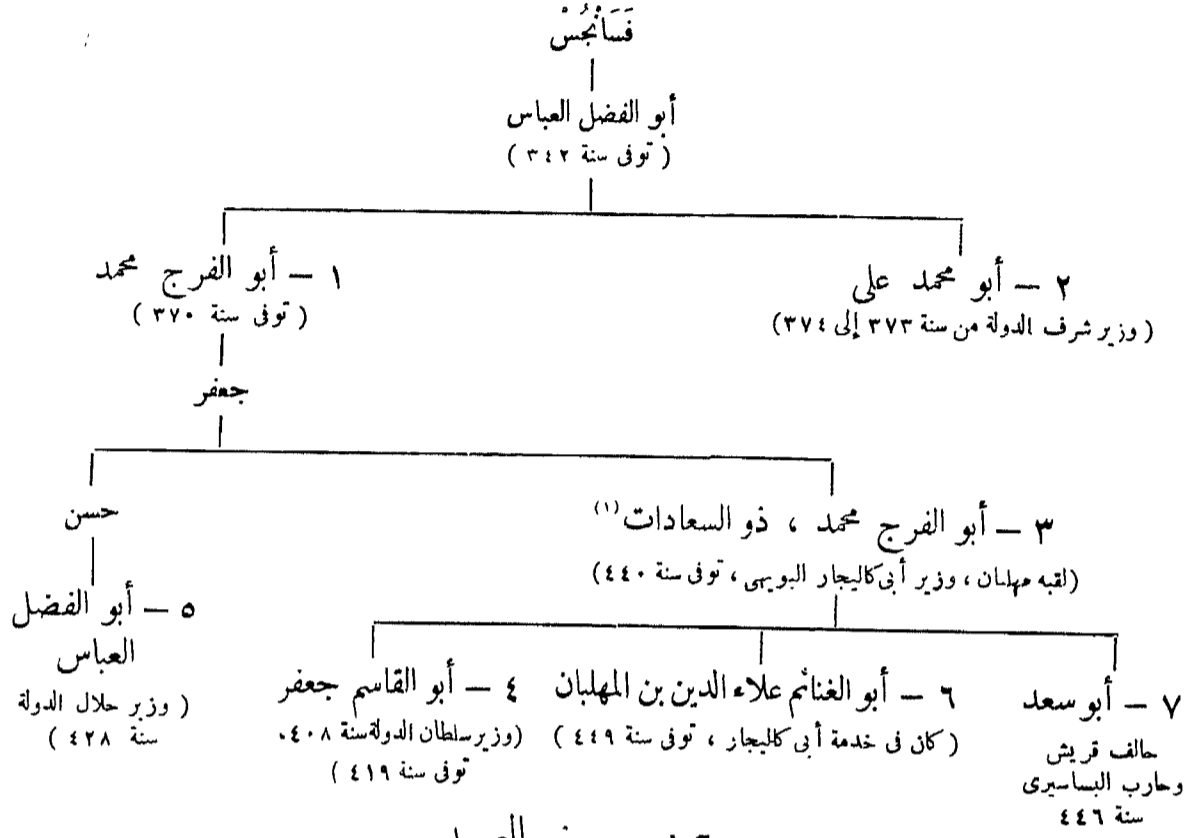 فَسَانْجُسْ
أبو الفضل العباس
( توفى سنة ٣٤٢ )
٢ — أبو محمد على
( وزير شرف الدولة من سنة ٣٧٣ إلى ٣٧٤ )
١ — أبو الفرج محمد
( توفى سنة ٣٧٠ )
جعفر
٣ — أبو الفرج محمد ، ذو السعادات (١)
(لقبه مهلبان ، وزير أبى كاليجار البويهى ، توفى سنة ٤٤٠)
حسن
٥ — أبو الفضل
العباس
( وزير حلال الدولة
سنة ٤٢٨ )
٧ — أبو سعد
حالف قريش
وحارب البساسيرى
سنة ٤٤٦
٦ — أبو الغنائم علاء الدين بن المهلبان
( كان فى خدمة أبى كاليجار ، توفى سنة ٤٤٩ )
٤ — أبو القاسم جعفر
(وزير سلطان الدولة سنة ٤٠٨.
توفى سنة ٤١٩ )